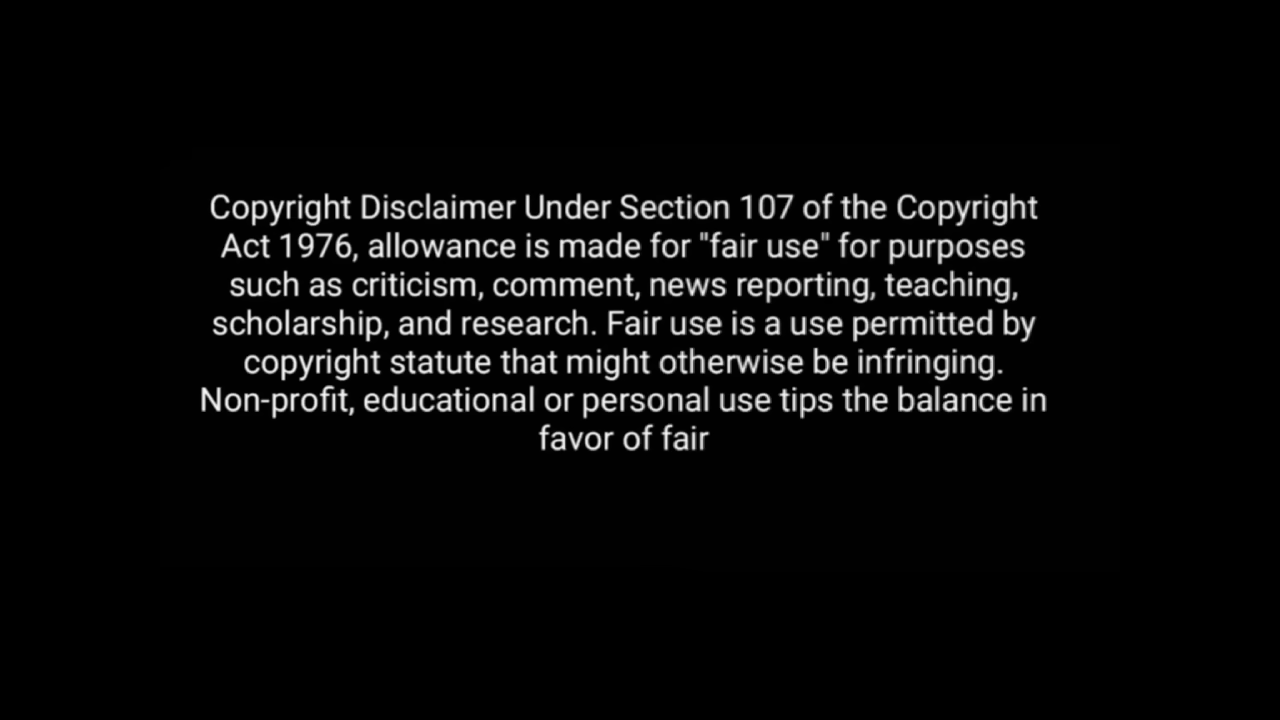 Copyright Disclaimer Under Section 107 of the Copyright
Act 1976, allowance is made for "fair use" for purposes
such as criticism, comment, news reporting, teaching,
scholarship, and research. Fair use is a use permitted by
copyright statute that might otherwise be infringing.
Non-profit, educational or personal use tips the balance in
favor of fair